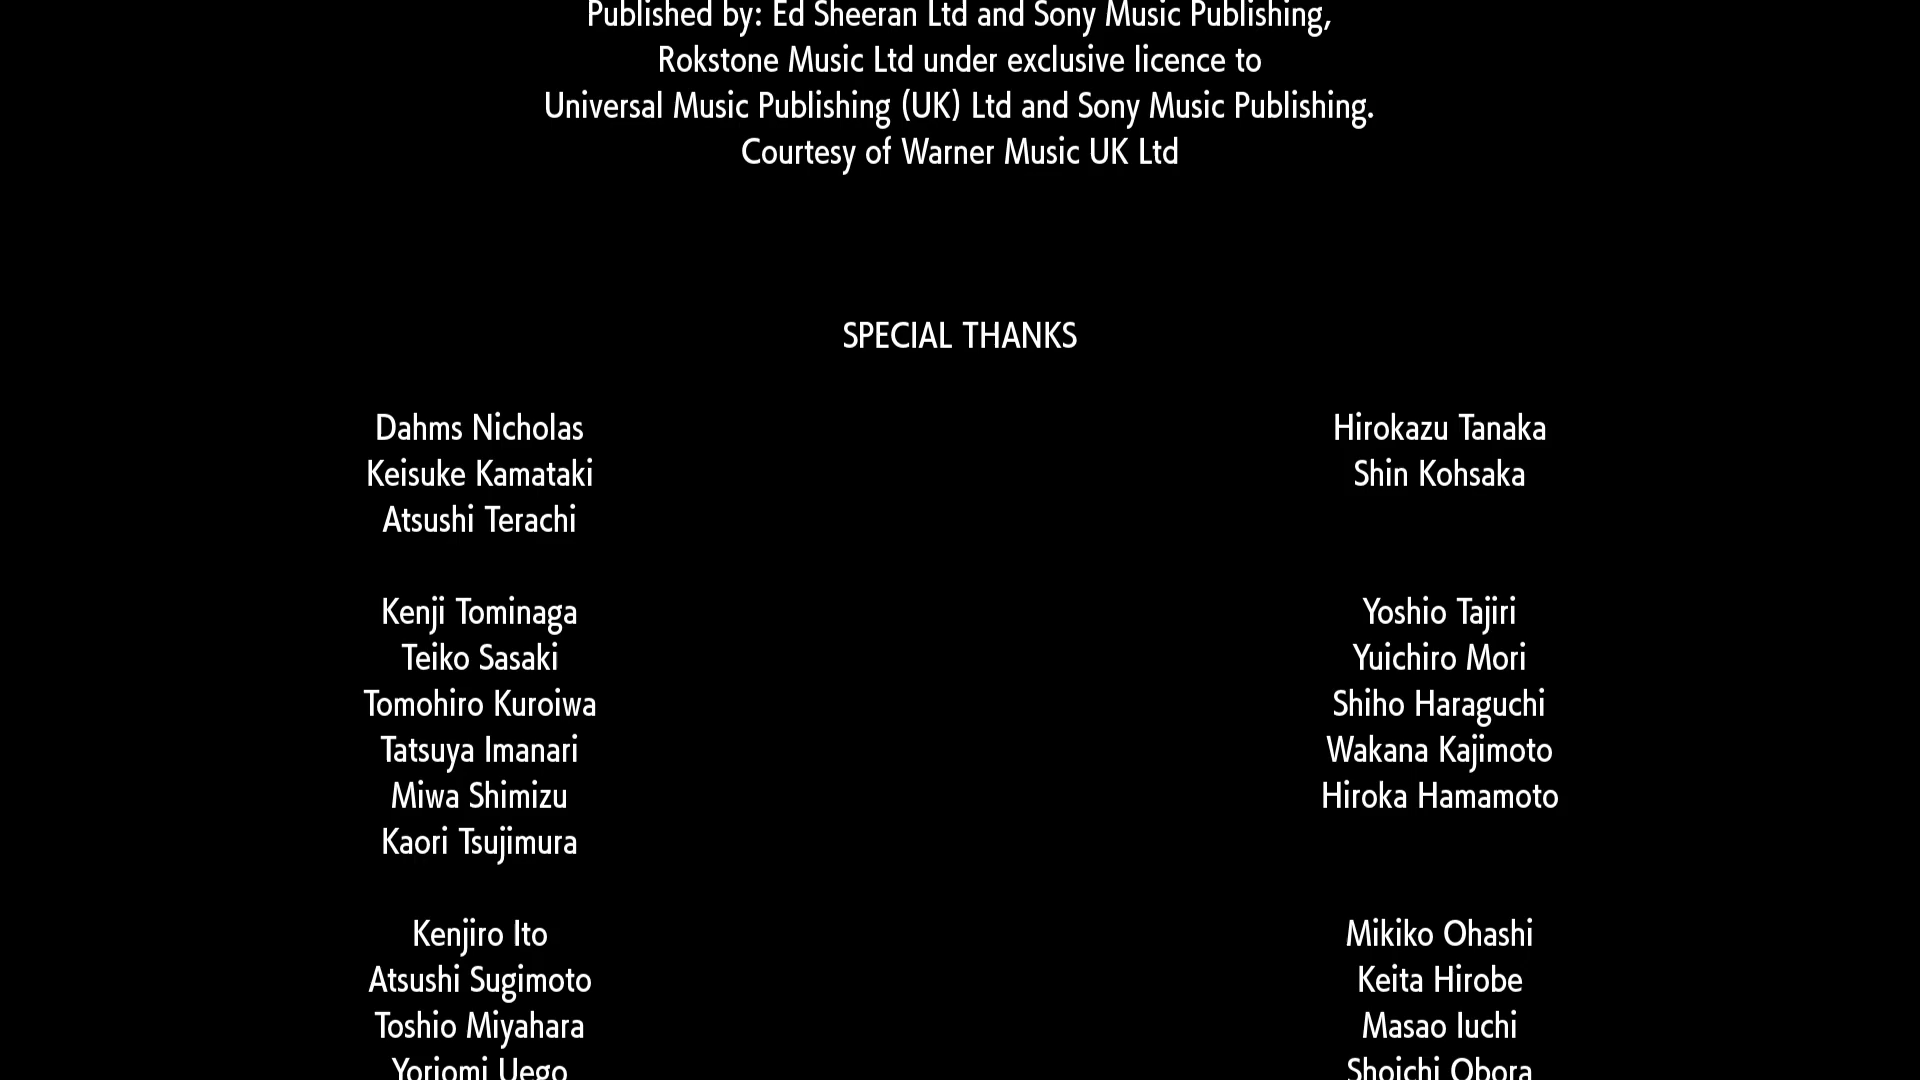 Published by: Ed Sheeran Ltd and Sony Music Publishing,
Rokstone Music Ltd under exclusive licence to
Universal Music Publishing (UK) Ltd and Sony Music Publishing.
Courtesy of Warner Music UK Ltd
SPECIAL THANKS
Dahms Nicholas
Hirokazu Tanaka
Keisuke Kamataki
Shin Kohsaka
Atsushi Terachi
Kenji Tominaga
Yoshio Tajiri
Teiko Sasaki
Yuichiro Mori
Tomohiro Kuroiwa
Shiho Haraguchi
Tatsuya Imanari
Wakana Kajimoto
Miwa Shimizu
Hiroka Hamamoto
Kaori Tsujimura
Kenjiro Ito
Mikiko Ohashi
Atsushi Sugimoto
Keita Hirobe
Toshio Miyahara
Masao Iuchi
Yoriomi Uego
Shoichi Obora